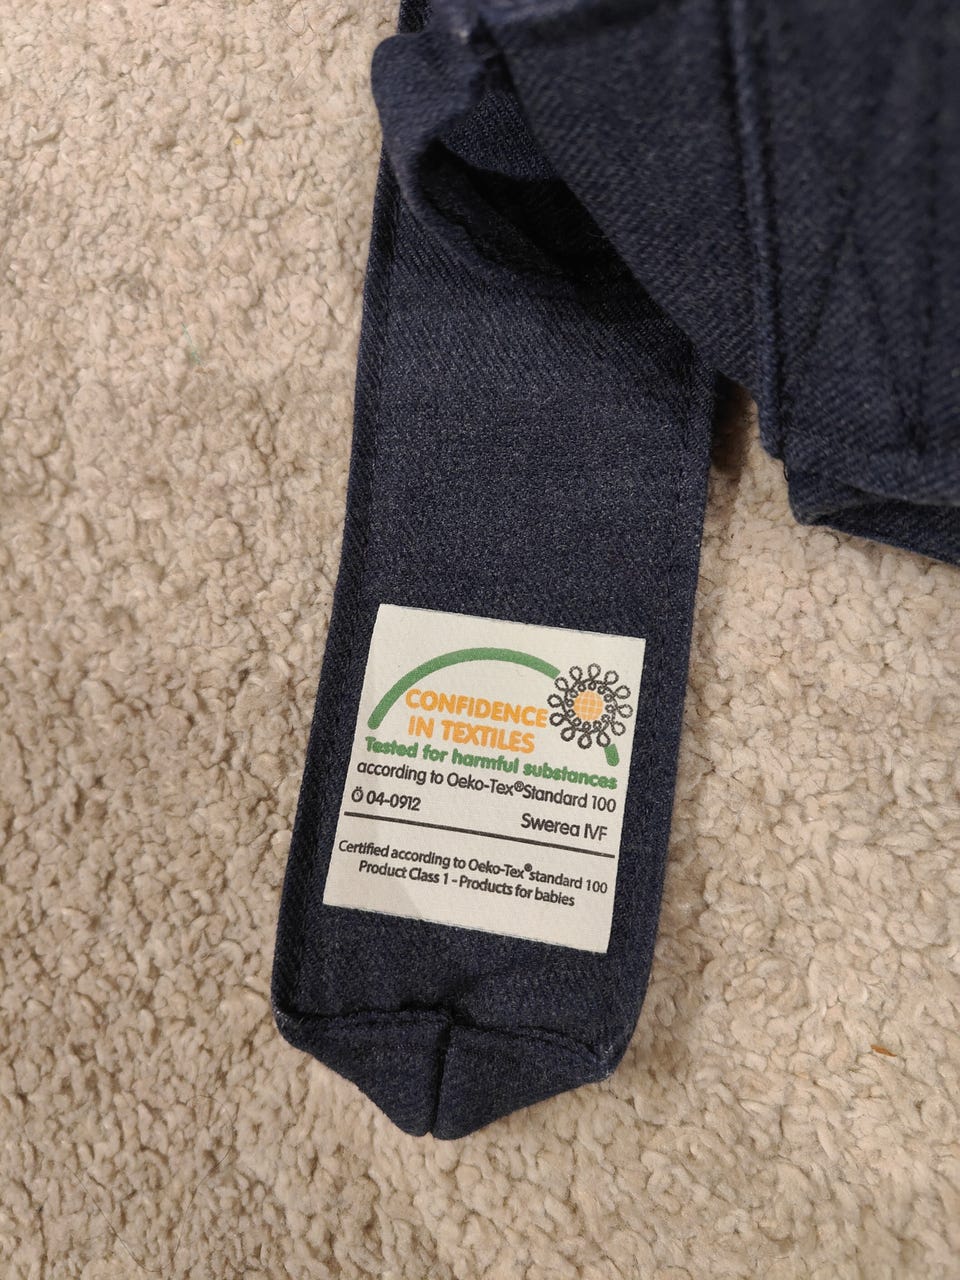 CONFIDENCE
IN TEXTILES
Tested for harmful substances
according to Oeko-Tex®Standard 100
Ö 04-0912 Swerea IVF
Certified according to Oeko-Tex®standard 100
Product Class 1 - Products for babies